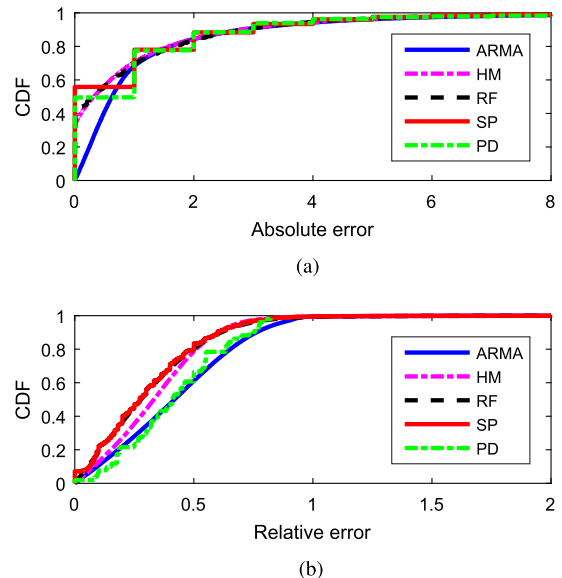 1
0.8
0.6
0.4
0.2
0
CDF
0 2 4 6 8
Absolute error
ARMA
HM
RF
SP
PD
(a)
1
0.8
0.6
0.4
0.2
0
CDF
0 0.5 1 1.5 2
Relative error
ARMA
HM
RF
SP
PD
(b)